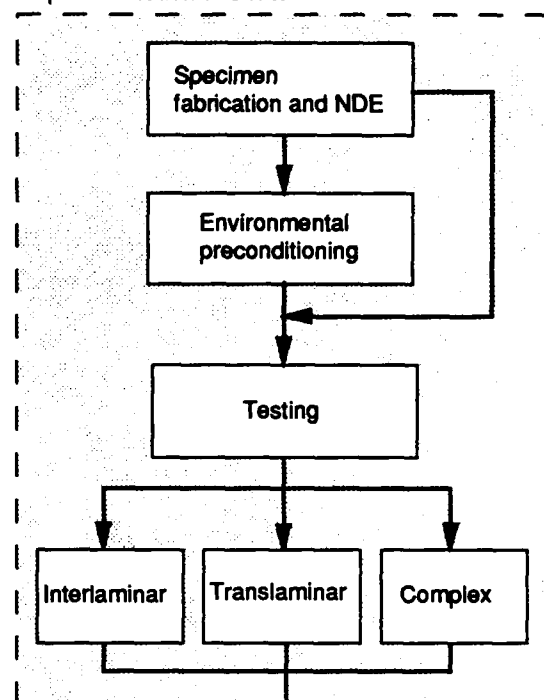 Specimen
fabrication and NDE
Environmental
preconditioning
Testing
Interlaminar
Translaminar
Complex